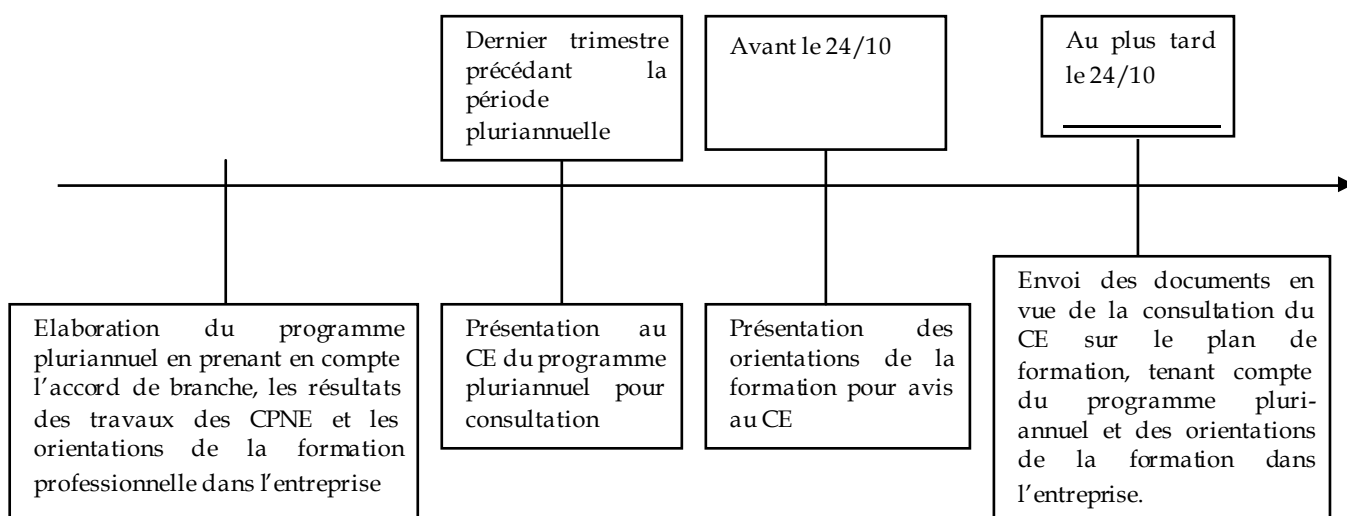 Dernier trimestre
précédant la
période
pluriannuelle
Avant le 24/10
Au plus tard
le 24/10
Elaboration du programme
pluriannuel en prenant en compte
l'accord de branche, les résultats
des travaux des CPNE et les
orientations de la formation
professionnelle dans l'entreprise
Présentation au
CE du programme
pluriannuel pour
consultation
Présentation des
orientations de la
formation pour avis
au CE
Envoi des documents en
vue de la consultation du
CE sur le plan de
formation, tenant compte
du programme pluri-
annuel et des orientations
de la formation dans
l'entreprise.